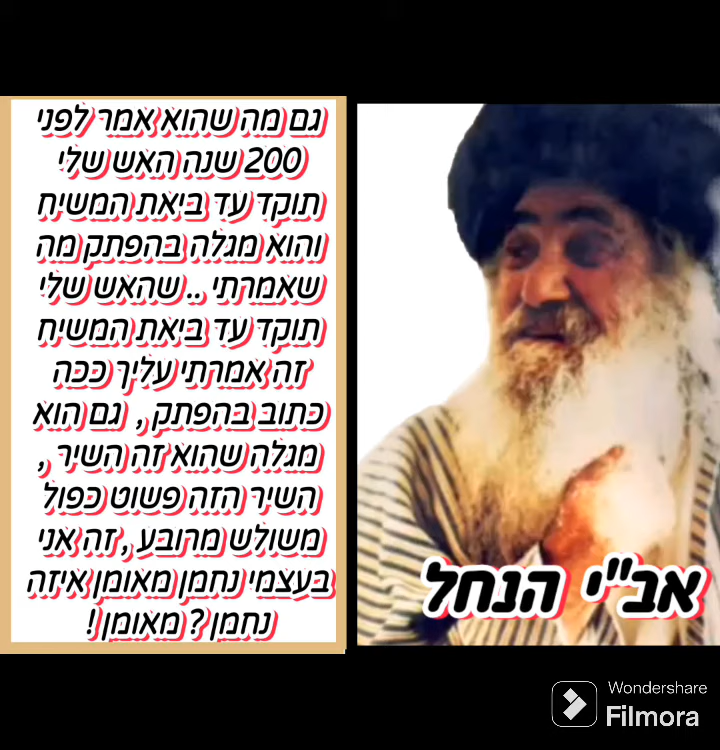 גם מה שהוא אמר לפני
200 שנה האש שלי
תוקד עד ביאת המשיח
והוא מגלה בהפתק מה
שאמרתי .. שהאש שלי
תוקד עד ביאת המשיח
זה אמרתי עליך ככה
כתוב בהפתק , גם הוא
מגלה שהוא זה השיר ,
השיר הזה פשוט כפול
משולש מרובע , זה אני
בעצמי נחמן מאומן איזה
נחמן ? מאומן !
אב"י הנחל
Wondershare
Filmora